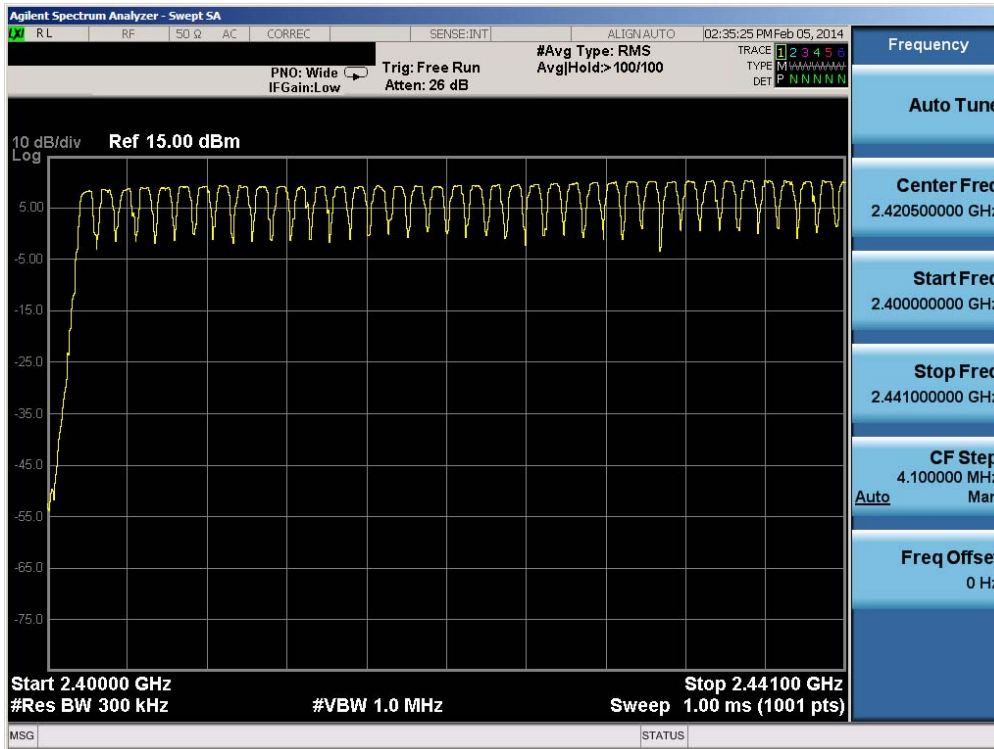 Agilent Spectrum Analyzer - Swept SA
LXI RL RF 50 Ω AC CORREC SENSE:INT ALIGN AUTO 02:35:25 PM Feb 05, 2014
PNO: Wide
IFGain:Low
Trig: Free Run
Atten: 26 dB
#Avg Type: RMS
Avg|Hold:>100/100
TRACE 1 2 3 4 5 6
TYPE M WWWWW
DET P N N N N N
10 dB/div
Log
Ref 15.00 dBm
5.00
-5.00
-15.0
-25.0
-35.0
-45.0
-55.0
-65.0
-75.0
Start 2.40000 GHz
#Res BW 300 kHz
#VBW 1.0 MHz
Stop 2.44100 GHz
Sweep 1.00 ms (1001 pts)
MSG
STATUS
Frequency
Auto Tune
Center Freq
2.420500000 GHz
Start Freq
2.400000000 GHz
Stop Freq
2.441000000 GHz
CF Step
4.100000 MHz
Auto Man
Freq Offset
0 Hz